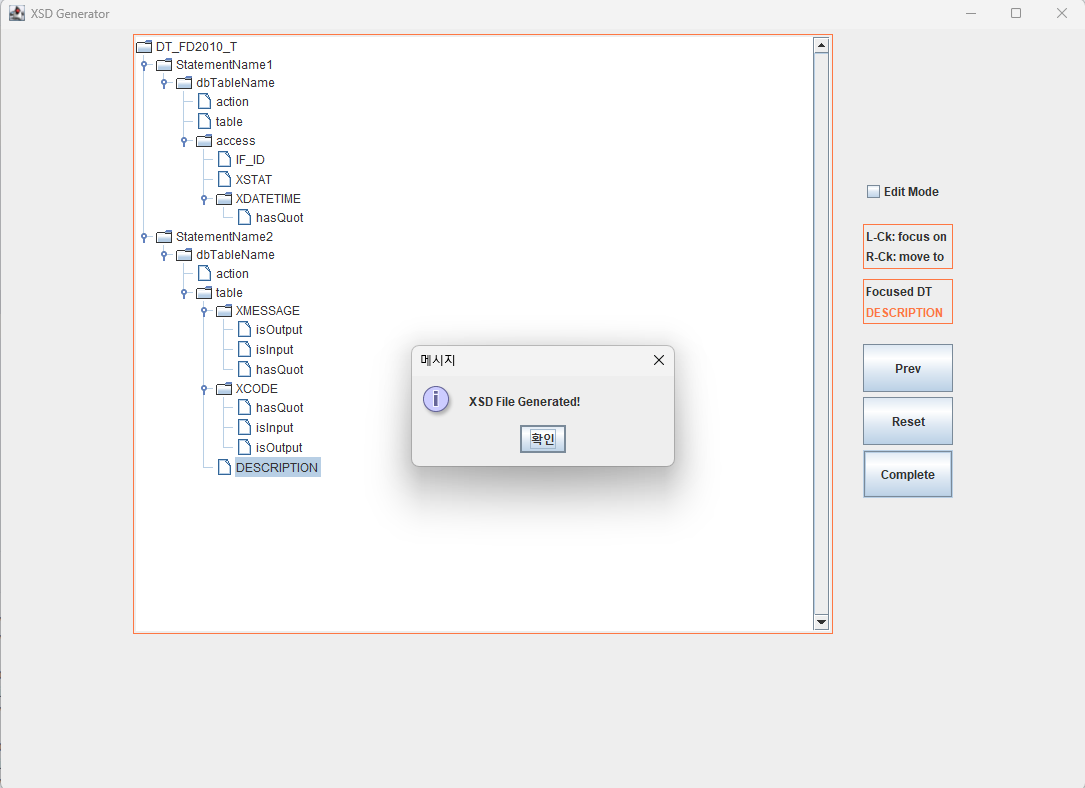 XSD Generator
DT_FD2010_T
StatementName1
dbTableName
action
table
access
IF_ID
XSTAT
XDATETIME
hasQuot
StatementName2
dbTableName
action
table
XMESSAGE
isOutput
isInput
hasQuot
XCODE
hasQuot
isInput
isOutput
DESCRIPTION
메시지
XSD File Generated!
확인
Edit Mode
L-Ck: focus on
R-Ck: move to
Focused DT
DESCRIPTION
Prev
Reset
Complete